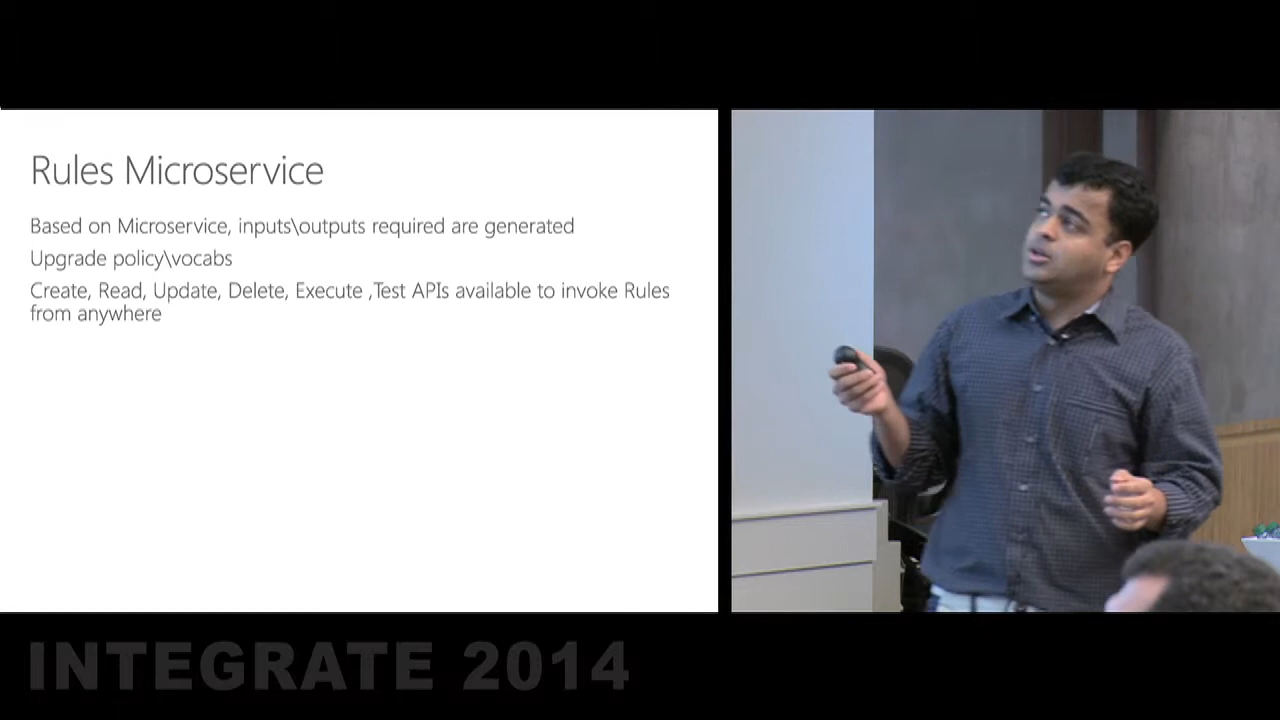 Rules Microservice
Based on Microservice, inputs\outputs required are generated
Upgrade policy\vocabs
Create, Read, Update, Delete, Execute ,Test APIs available to invoke Rules
from anywhere
INTEGRATE 2014